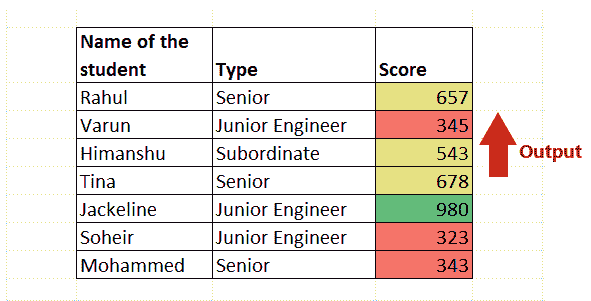 Name of the
student Type Score
Rahul Senior 657
Varun Junior Engineer 345
Himanshu Subordinate 543
Tina Senior 678
Jackeline Junior Engineer 980
Soheir Junior Engineer 323
Mohammed Senior 343
Output